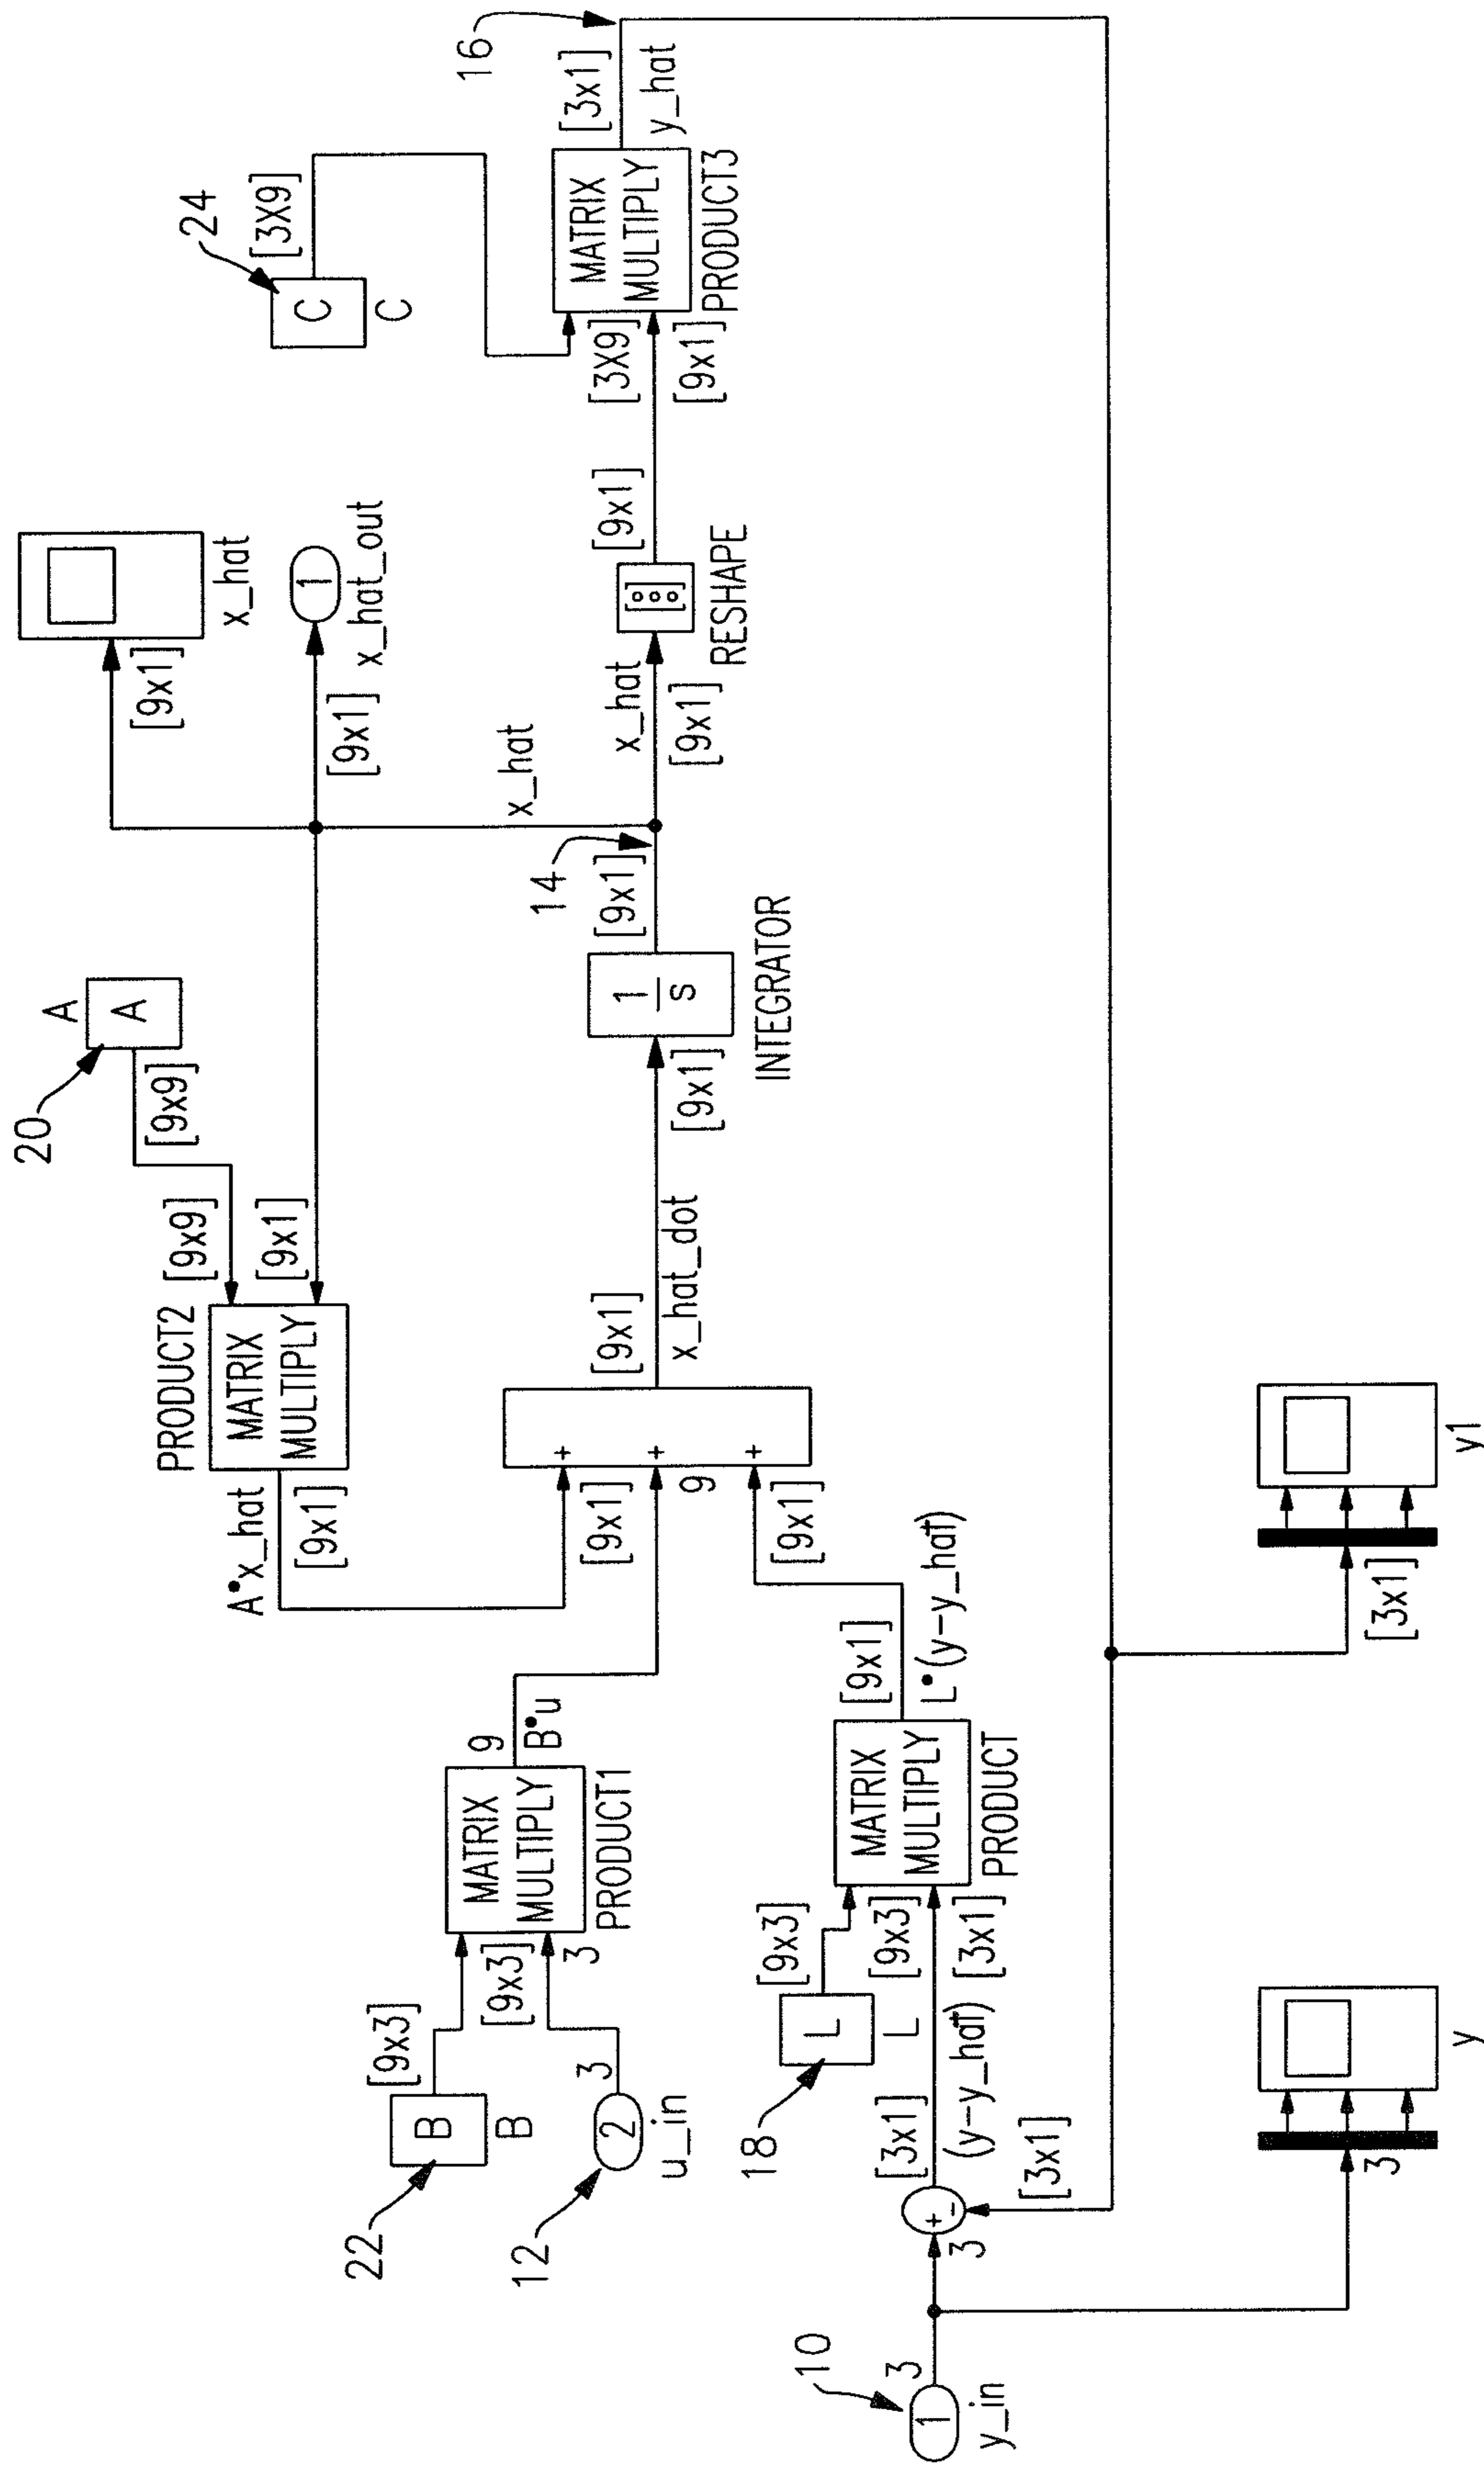 20
A
A
[9x9]
PRODUCT2
[9x9]
MATRIX
MULTIPLY
[9x1]
A•x_hat
[9x1]
[9x1]
x_hat
1
x_hat_out
[9x1]
x_hat
24
C
C
[3X9]
16
[3x1]
y_hat
22
B
B
[9x3]
[9x3]
MATRIX
MULTIPLY
PRODUCT1
9
B•u
12
2
u_in
3
3
+
+
+
[9x1]
9
[9x1]
[9x1]
x_hat_dot
[9x1]
1
s
INTEGRATOR
14
[9x1]
x_hat
[9x1]
RESHAPE
[9x1]
[3X9]
[9x1]
MATRIX
MULTIPLY
PRODUCT3
18
L
L
[9x3]
[9x3]
[3x1]
MATRIX
MULTIPLY
PRODUCT
[9x1]
L•(y-y_hat)
10
1
y_in
3
3
+
-
[3x1]
(y-y_hat)
[3x1]
3
y
[3x1]
y1